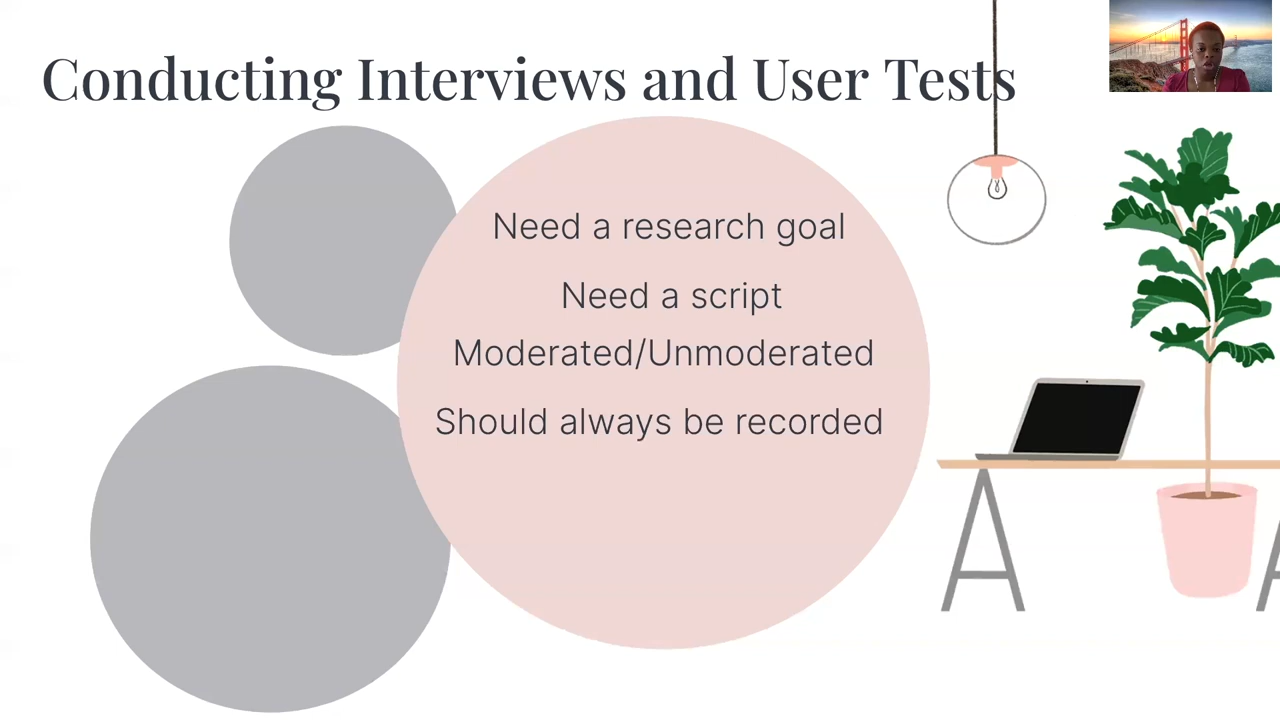 Conducting Interviews and User Tests
Need a research goal
Need a script
Moderated/Unmoderated
Should always be recorded